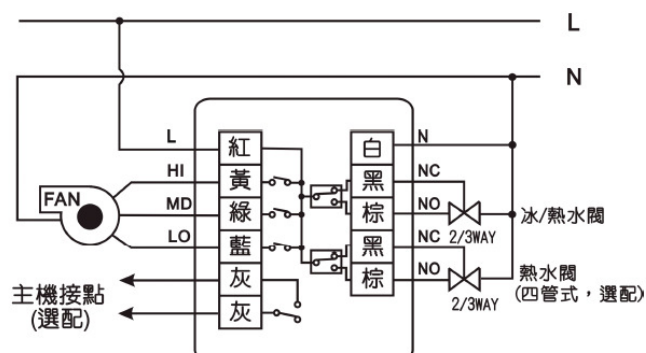 L
N
L 紅 白 N
HI 黃 黑 NC
FAN
MD 綠 棕 NO
2/3WAY
冰/熱水閥
LO 藍 黑 NC
灰 棕 NO
2/3WAY
熱水閥
(四管式，選配)
主機接點
(選配)
灰